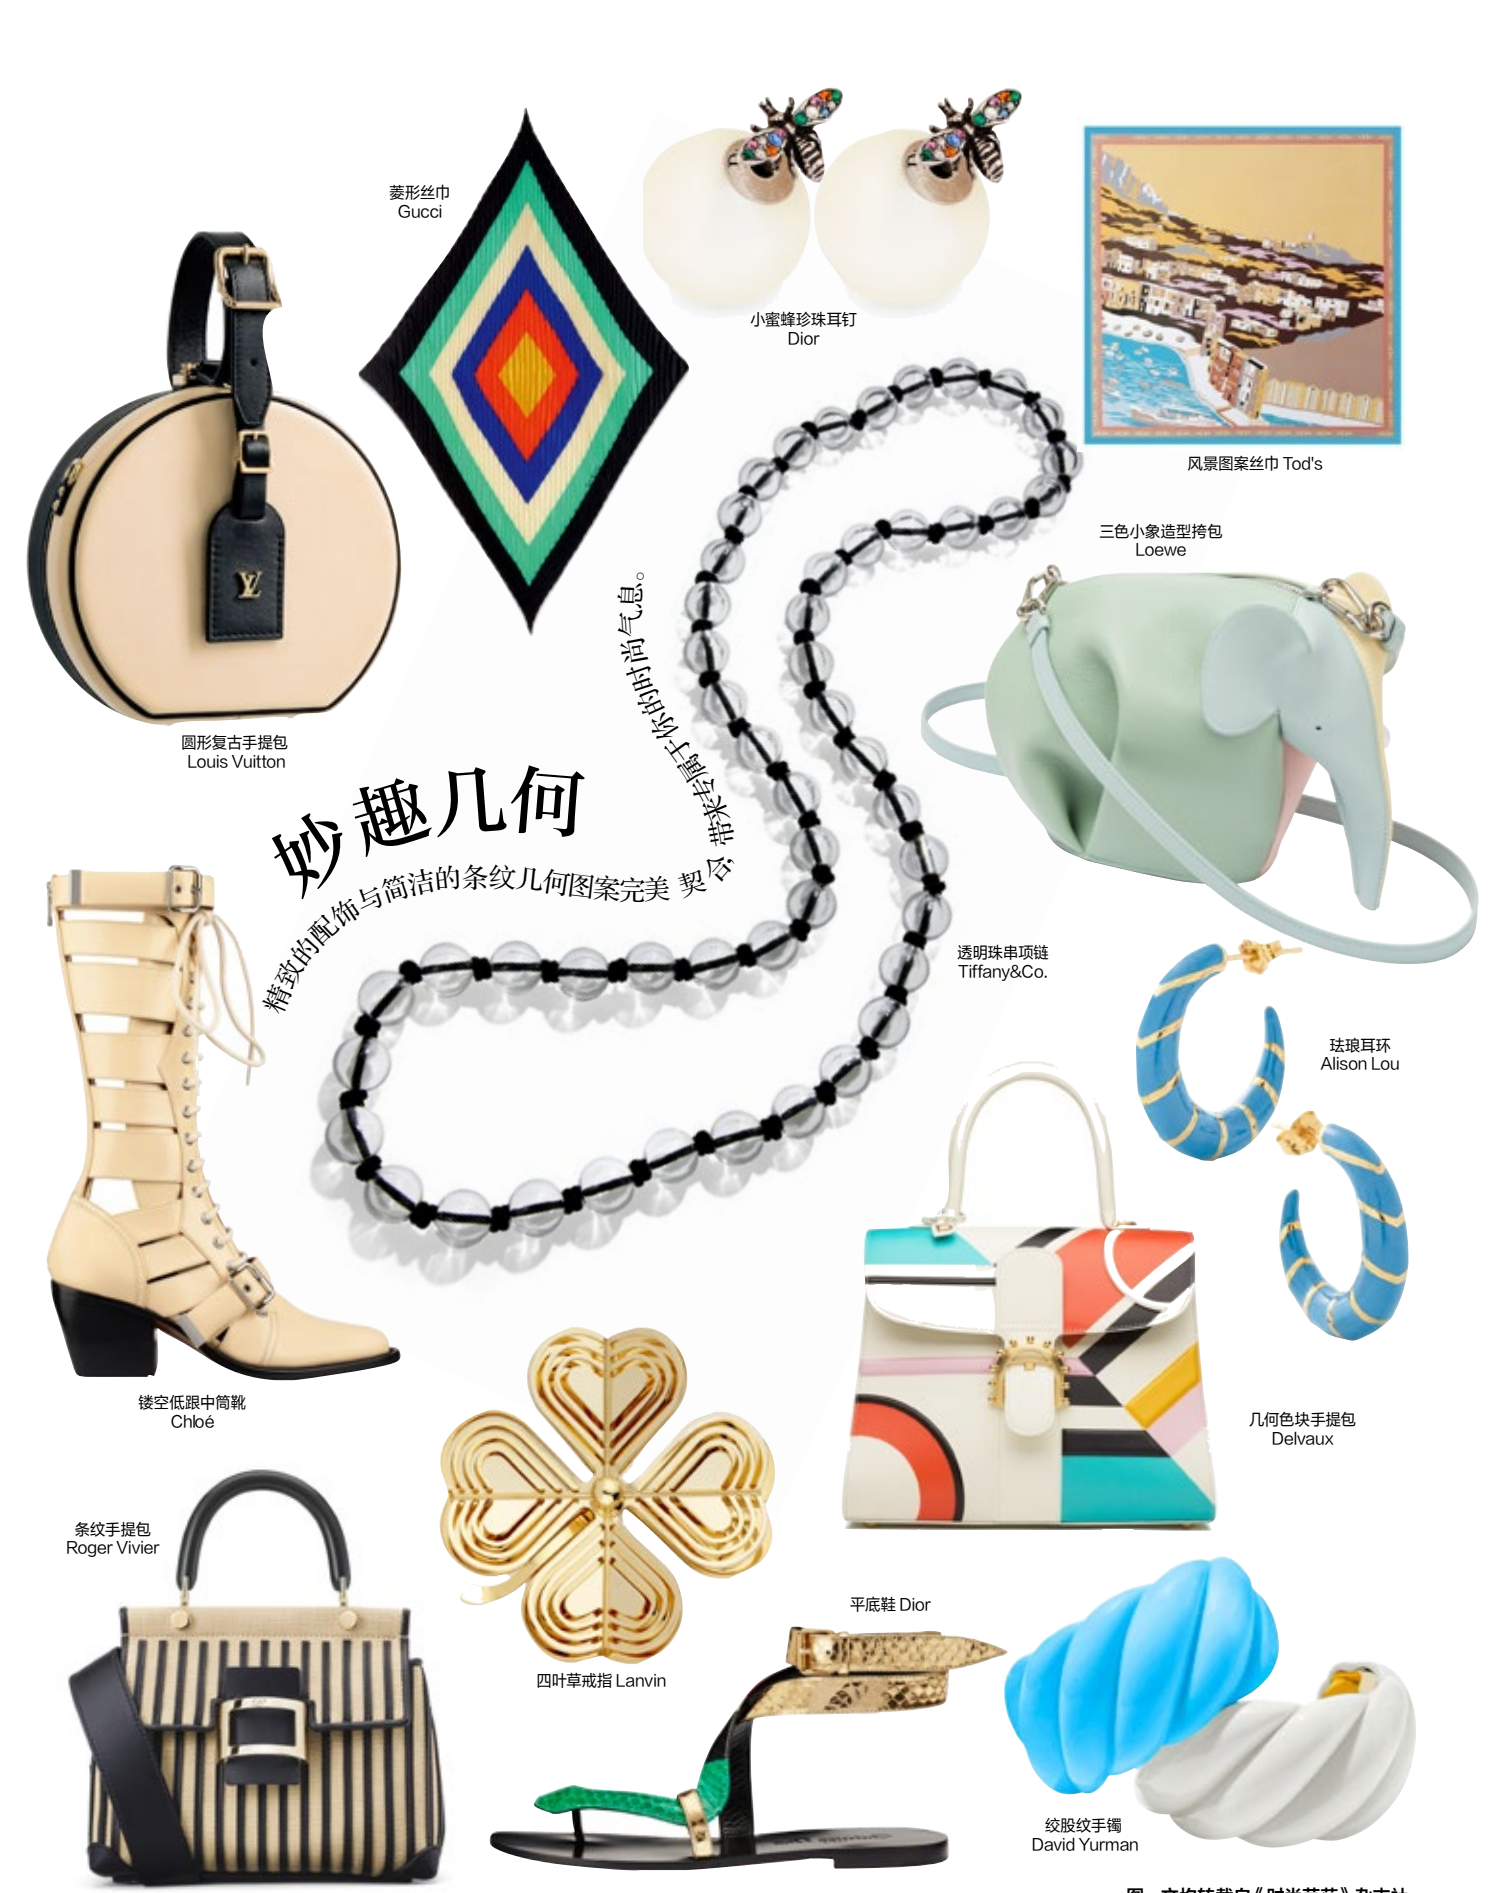 菱形丝巾
Gucci
小蜜蜂珍珠耳钉
Dior
风景图案丝巾 Tod's
三色小象造型挎包
Loewe
LV
圆形复古手提包
Louis Vuitton
妙趣几何
精致的配饰与简洁的条纹几何图案完美契合，带来专属于你的时尚气息。
透明珠串项链
Tiffany&Co.
珐琅耳环
Alison Lou
镂空低跟中筒靴
Chloé
几何色块手提包
Delvaux
条纹手提包
Roger Vivier
四叶草戒指 Lanvin
平底鞋 Dior
绞股纹手镯
David Yurman